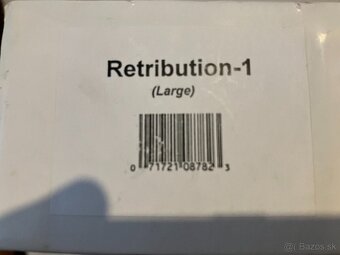 Retribution-1
(Large)
0 71721 08782 3
Bazos.sk